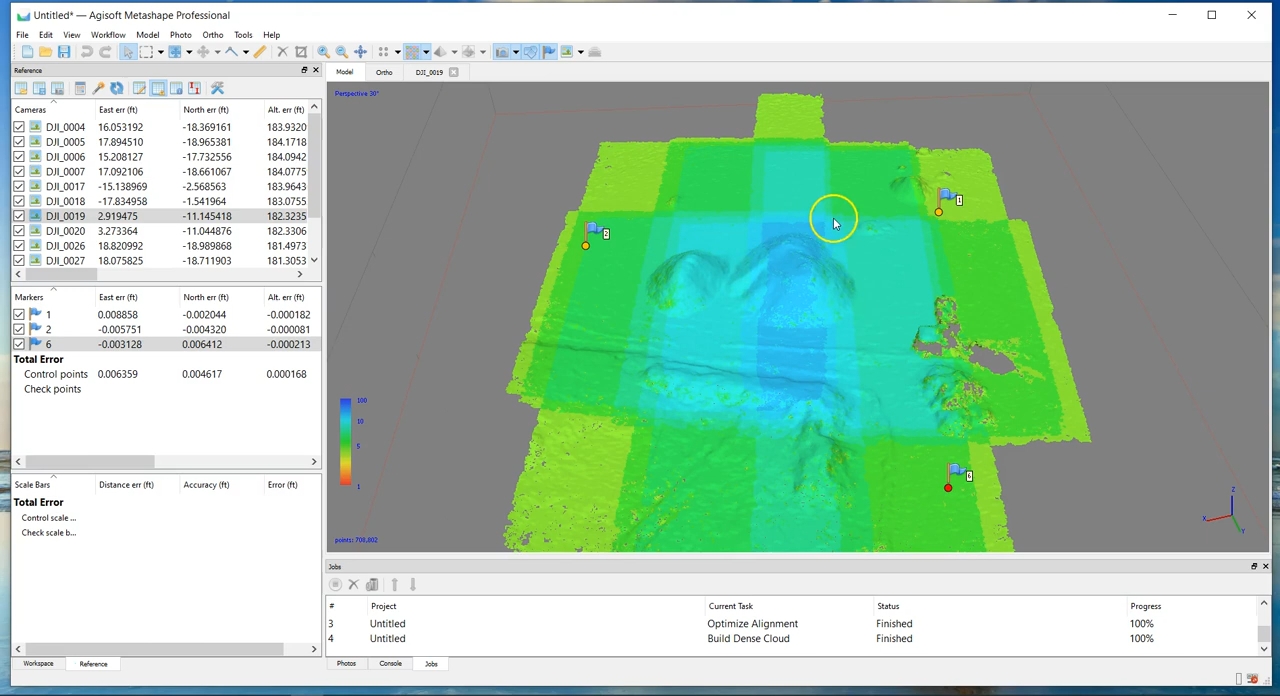 Untitled* — Agisoft Metashape Professional
File Edit View Workflow Model Photo Ortho Tools Help
Reference
Model Ortho DJI_0019
Cameras East err (ft) North err (ft) Alt. err (ft)
DJI_0004 16.053192 -18.369161 183.9320
DJI_0005 17.894510 -18.965381 184.1718
DJI_0006 15.208127 -17.732556 184.0942
DJI_0007 17.092106 -18.661067 184.0775
DJI_0017 -15.138969 -2.568563 183.9643
DJI_0018 -17.834958 -1.541964 183.0755
DJI_0019 2.919475 -11.145418 182.3235
DJI_0020 3.273364 -11.044876 182.3306
DJI_0026 18.820992 -18.989868 181.4973
DJI_0027 18.075825 -18.711903 181.3053
Markers East err (ft) North err (ft) Alt. err (ft)
1 0.008858 -0.002044 -0.000182
2 -0.005751 -0.004320 -0.000081
6 -0.003128 0.006412 -0.000213
Total Error
Control points 0.006359 0.004617 0.000168
Check points
Scale Bars Distance err (ft) Accuracy (ft) Error (ft)
Total Error
Control scale ...
Check scale b...
Workspace Reference
Perspective 30°
1
2
6
100
10
5
1
points: 708,802
Z
X
Y
Jobs
# Project Current Task Status Progress
3 Untitled Optimize Alignment Finished 100%
4 Untitled Build Dense Cloud Finished 100%
Photos Console Jobs